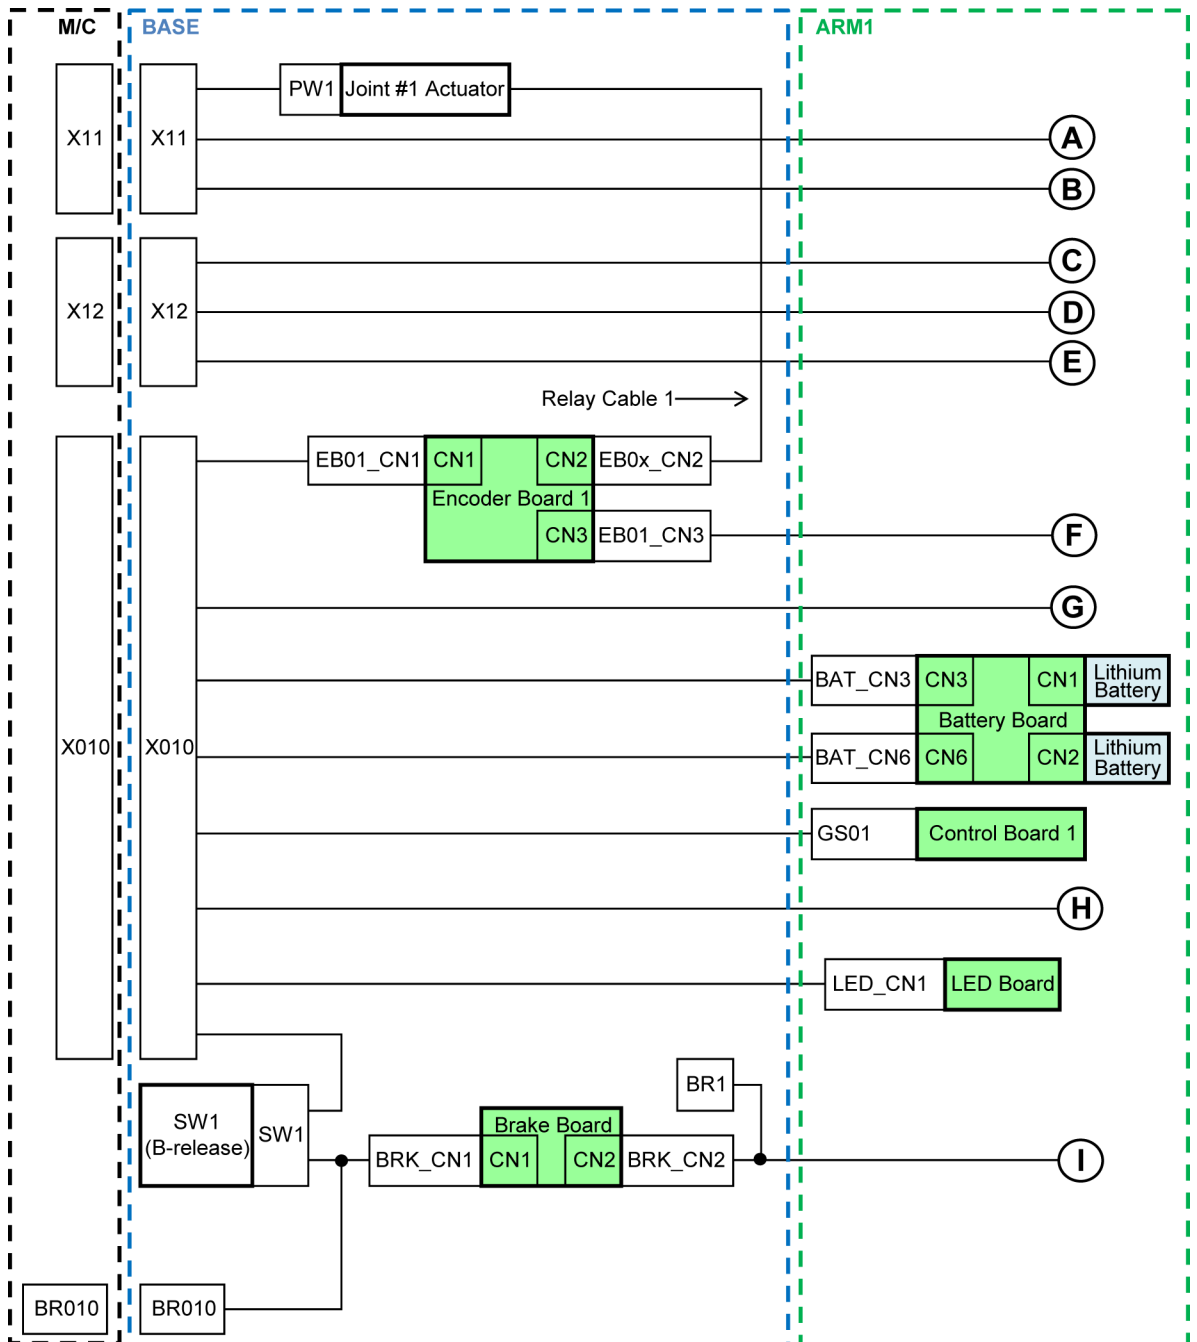 M/C
BASE
ARM1
PW1
Joint #1 Actuator
X11
X11
A
B
C
X12
X12
D
E
Relay Cable 1
EB01_CN1
CN1
CN2
EB0x_CN2
Encoder Board 1
CN3
EB01_CN3
F
G
BAT_CN3
CN3
CN1
Lithium
Battery
Battery Board
X010
X010
BAT_CN6
CN6
CN2
Lithium
Battery
GS01
Control Board 1
H
LED_CN1
LED Board
BR1
SW1
(B-release)
SW1
Brake Board
BRK_CN1
CN1
CN2
BRK_CN2
I
BR010
BR010